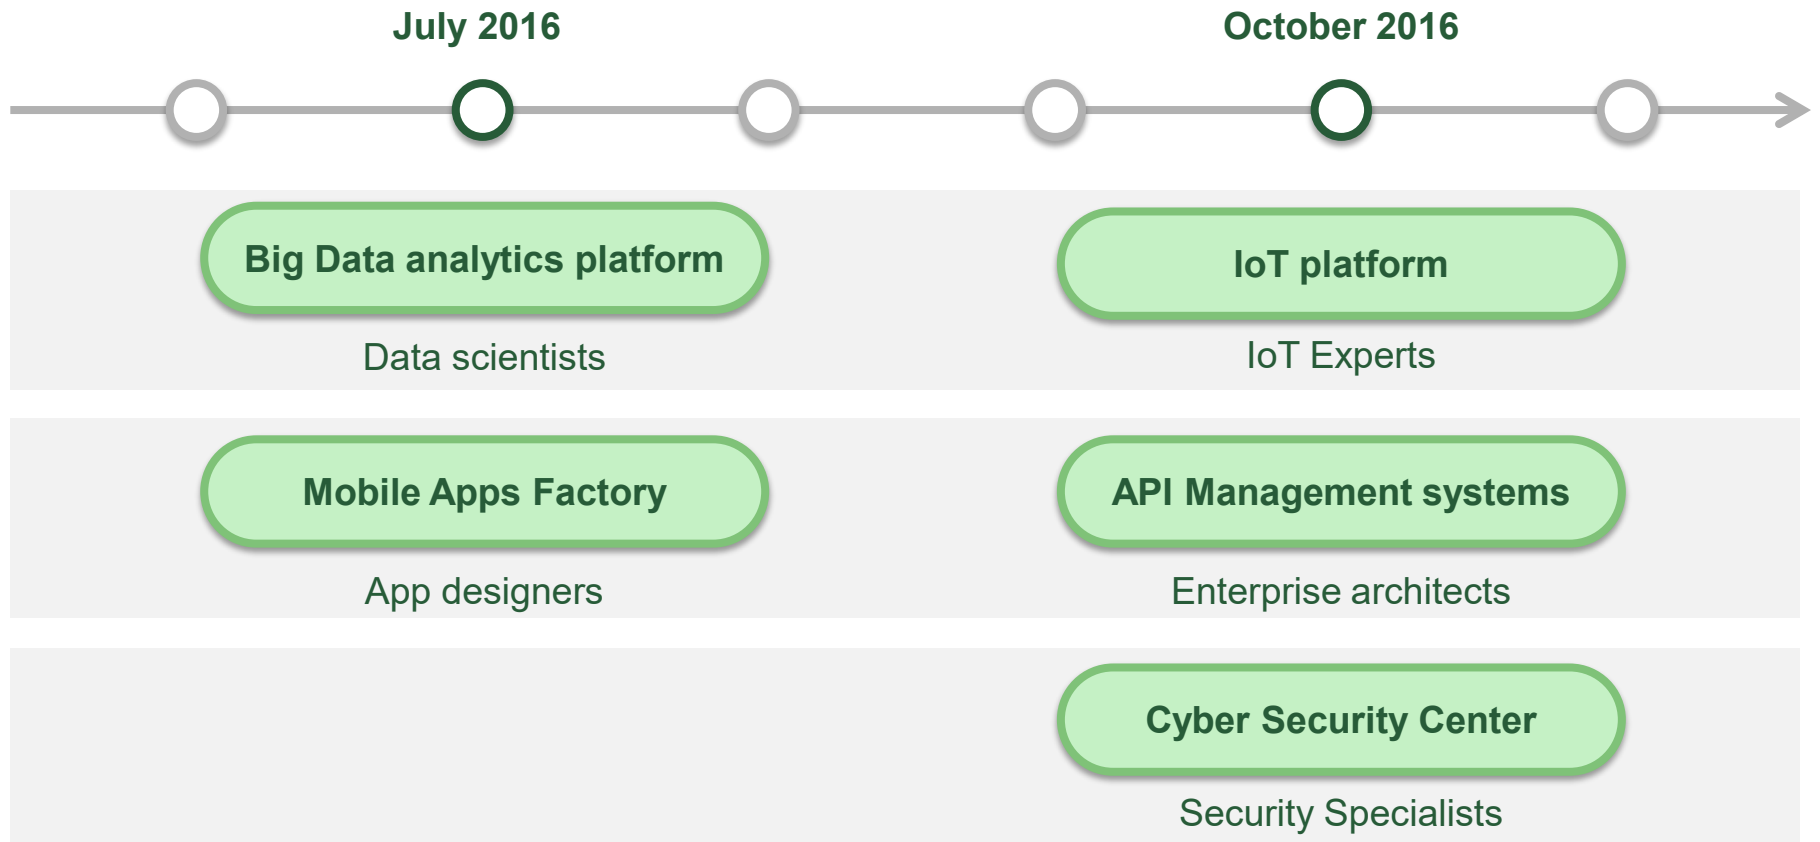 July 2016
October 2016
Big Data analytics platform
IoT platform
Data scientists
IoT Experts
Mobile Apps Factory
API Management systems
App designers
Enterprise architects
Cyber Security Center
Security Specialists